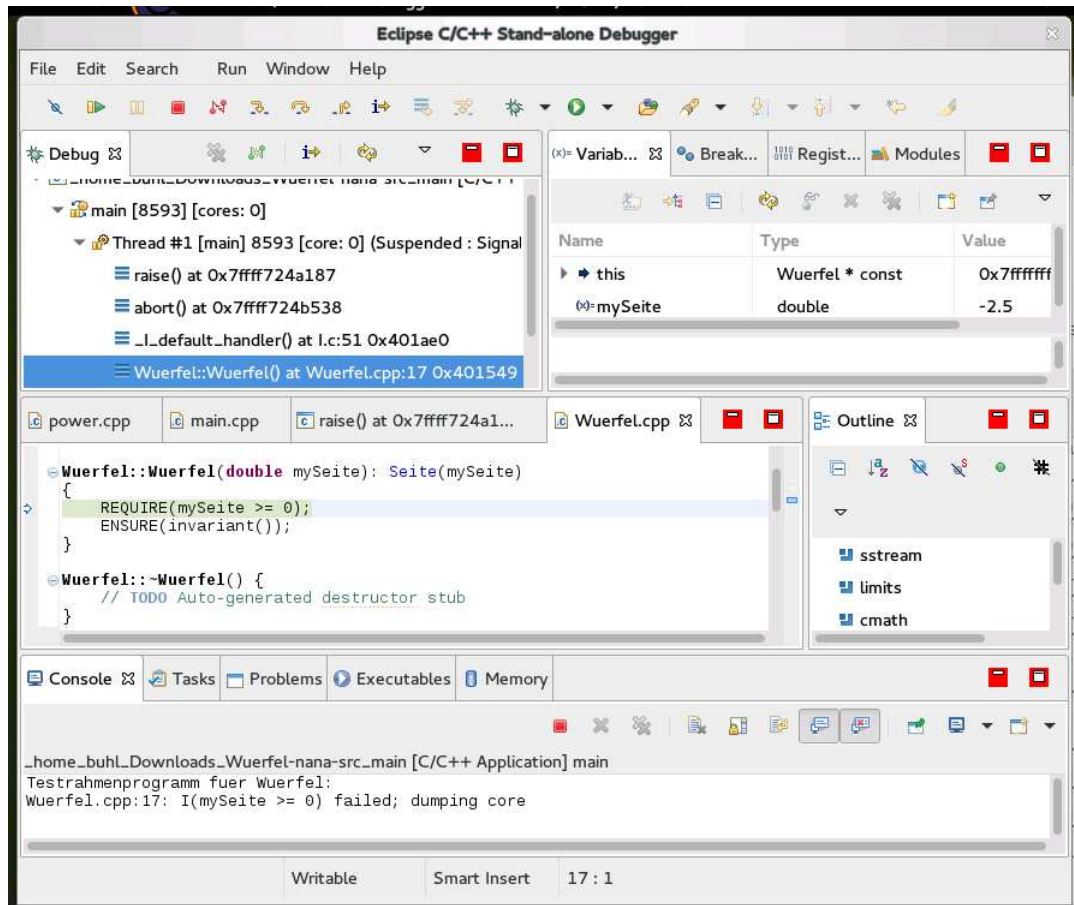 Eclipse C/C++ Stand-alone Debugger
File Edit Search Run Window Help
Debug
_home_buhl_Downloads_Wuerfel-nana-src_main [C/C++
main [8593] [cores: 0]
Thread #1 [main] 8593 [core: 0] (Suspended : Signal
raise() at 0x7ffff724a187
abort() at 0x7ffff724b538
_I_default_handler() at I.c:51 0x401ae0
Wuerfel::Wuerfel() at Wuerfel.cpp:17 0x401549
(x)= Variab... Break... Regist... Modules
Name Type Value
this Wuerfel * const 0x7fffffff
(x)= mySeite double -2.5
power.cpp main.cpp raise() at 0x7ffff724a1... Wuerfel.cpp
Wuerfel::Wuerfel(double mySeite): Seite(mySeite)
{
REQUIRE(mySeite >= 0);
ENSURE(invariant());
}
Wuerfel::~Wuerfel() {
// TODO Auto-generated destructor stub
}
Outline
sstream
limits
cmath
Console Tasks Problems Executables Memory
_home_buhl_Downloads_Wuerfel-nana-src_main [C/C++ Application] main
Testrahmenprogramm fuer Wuerfel:
Wuerfel.cpp:17: I(mySeite >= 0) failed; dumping core
Writable Smart Insert 17 : 1